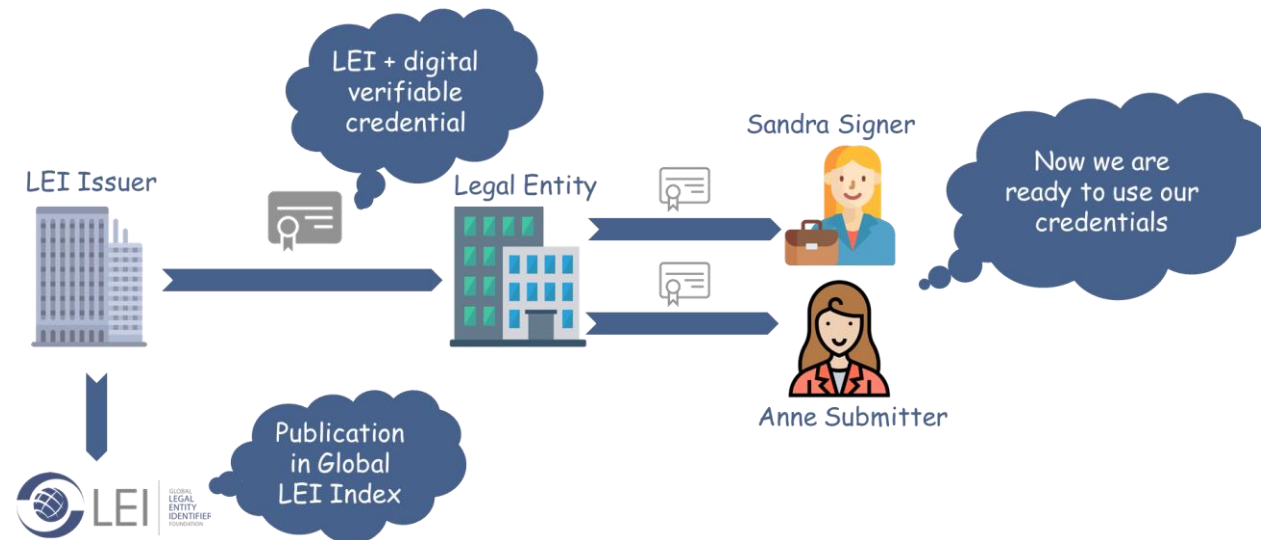 LEI + digital
verifiable
credential
Sandra Signer
LEI Issuer
Legal Entity
Now we are
ready to use our
credentials
Anne Submitter
Publication
in Global
LEI Index
LEI
GLOBAL
LEGAL
ENTITY
IDENTIFIER
FOUNDATION